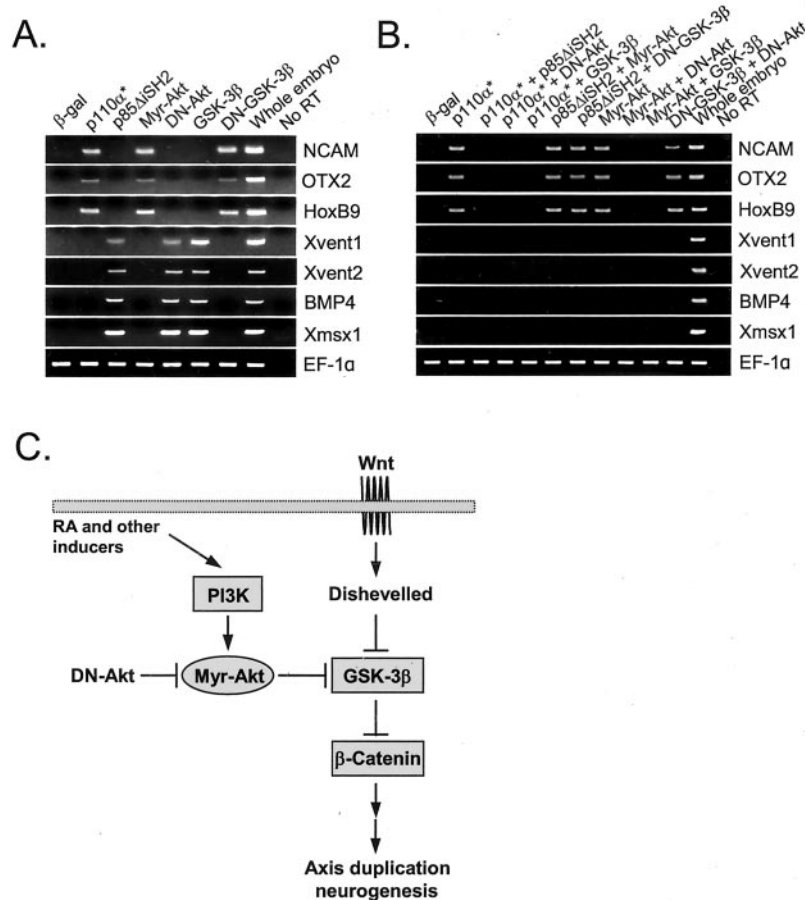 A.
β-gal
p110α*
p85ΔiSH2
Myr-Akt
DN-Akt
GSK-3β
DN-GSK-3β
Whole embryo
No RT
NCAM
OTX2
HoxB9
Xvent1
Xvent2
BMP4
Xmsx1
EF-1α
B.
β-gal
p110α*
p110α* + p85ΔiSH2
p110α* + DN-Akt
p110α* + GSK-3β
p85ΔiSH2 + Myr-Akt
p85ΔiSH2 + DN-GSK-3β
Myr-Akt
Myr-Akt + DN-Akt
Myr-Akt + GSK-3β
DN-GSK-3β + DN-Akt
Whole embryo
No RT
NCAM
OTX2
HoxB9
Xvent1
Xvent2
BMP4
Xmsx1
EF-1α
C.
Wnt
RA and other
inducers
PI3K
Dishevelled
DN-Akt
Myr-Akt
GSK-3β
β-Catenin
Axis duplication
neurogenesis